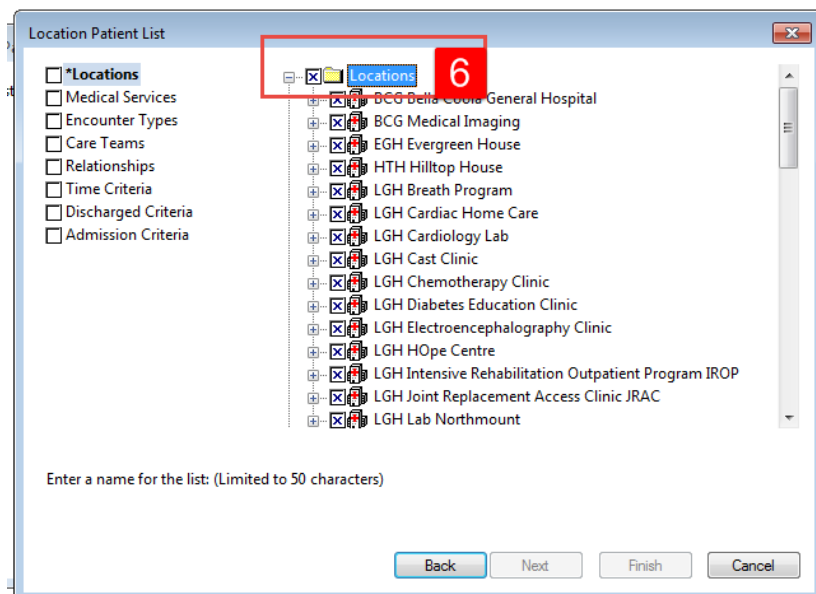 Location Patient List
*Locations
Medical Services
Encounter Types
Care Teams
Relationships
Time Criteria
Discharged Criteria
Admission Criteria
Locations
6
BCG Bella Coola General Hospital
BCG Medical Imaging
EGH Evergreen House
HTH Hilltop House
LGH Breath Program
LGH Cardiac Home Care
LGH Cardiology Lab
LGH Cast Clinic
LGH Chemotherapy Clinic
LGH Diabetes Education Clinic
LGH Electroencephalography Clinic
LGH HOpe Centre
LGH Intensive Rehabilitation Outpatient Program IROP
LGH Joint Replacement Access Clinic JRAC
LGH Lab Northmount
Enter a name for the list: (Limited to 50 characters)
Back Next Finish Cancel